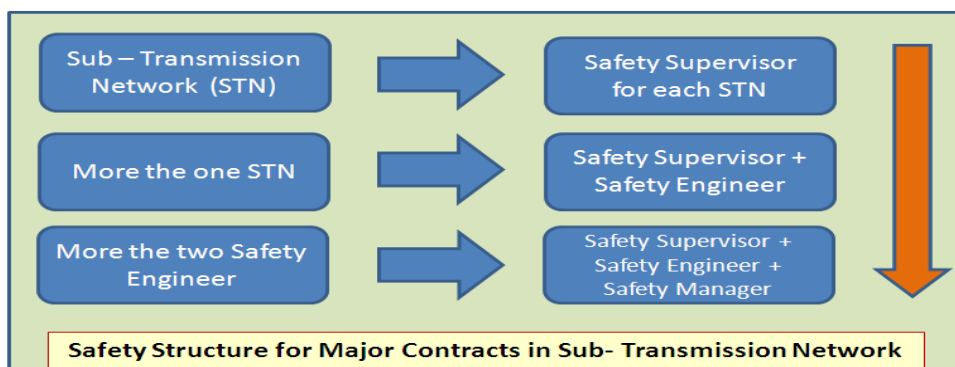 Sub – Transmission
Network (STN)
Safety Supervisor
for each STN
More the one STN
Safety Supervisor +
Safety Engineer
More the two Safety
Engineer
Safety Supervisor +
Safety Engineer +
Safety Manager
Safety Structure for Major Contracts in Sub- Transmission Network